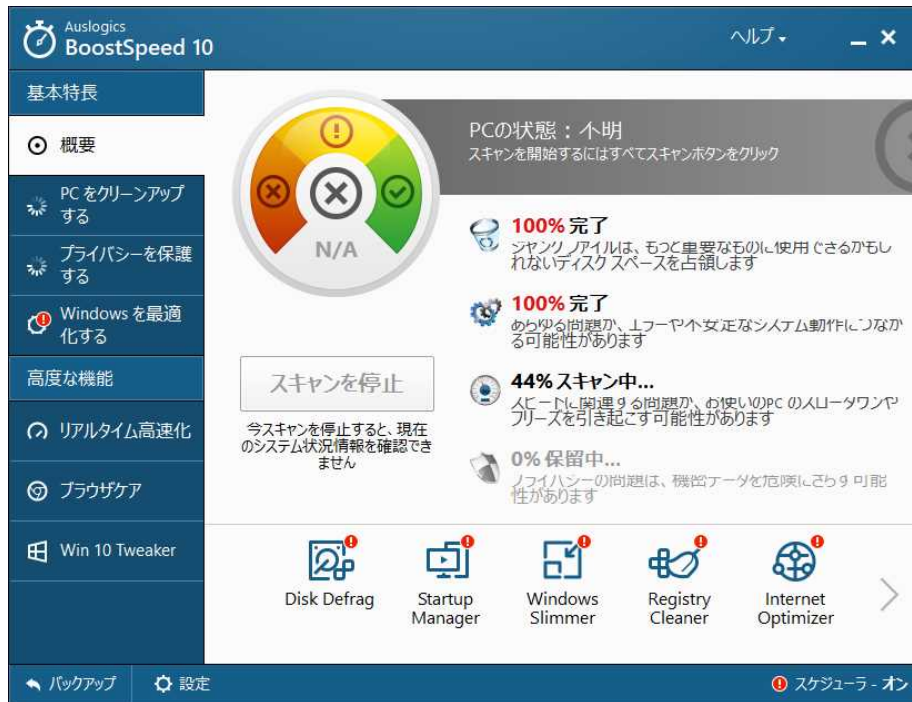 Auslogics
BoostSpeed 10
ヘルプ
基本特長
概要
PC をクリーンアップ
する
プライバシーを保護
する
Windows を最適
化する
高度な機能
リアルタイム高速化
ブラウザケア
Win 10 Tweaker
N/A
スキャンを停止
今スキャンを停止すると、現在
のシステム状況情報を確認でき
ません
PCの状態：不明
スキャンを開始するにはすべてスキャンボタンをクリック
100% 完了
ジャンク ファイルは、もっと重要なものに使用できるかもし
れないディスク スペースを占領します
100% 完了
あらゆる問題が、エラーや不安定なシステム動作につなが
る可能性があります
44% スキャン中...
スピードに関連する問題が、お使いのPC のスローダウンや
フリーズを引き起こす可能性があります
0% 保留中...
プライバシーの問題は、機密データを危険にさらす可能
性があります
Disk Defrag
Startup
Manager
Windows
Slimmer
Registry
Cleaner
Internet
Optimizer
バックアップ
設定
スケジューラ - オン